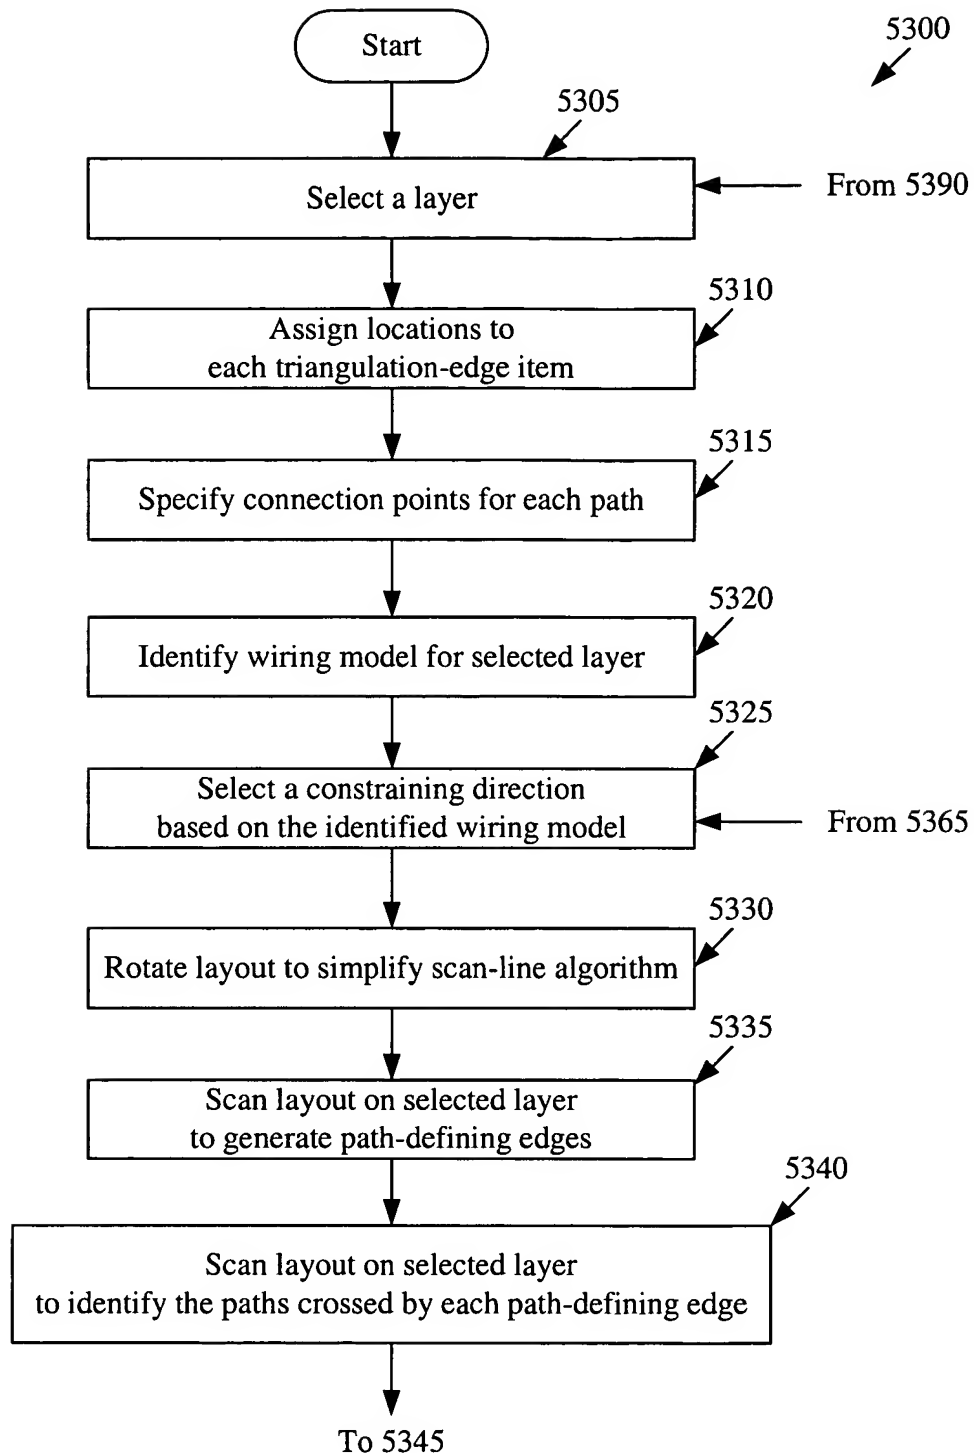 Start
5300
5305
Select a layer
From 5390
5310
Assign locations to
each triangulation-edge item
5315
Specify connection points for each path
5320
Identify wiring model for selected layer
5325
Select a constraining direction
based on the identified wiring model
From 5365
5330
Rotate layout to simplify scan-line algorithm
5335
Scan layout on selected layer
to generate path-defining edges
5340
Scan layout on selected layer
to identify the paths crossed by each path-defining edge
To 5345